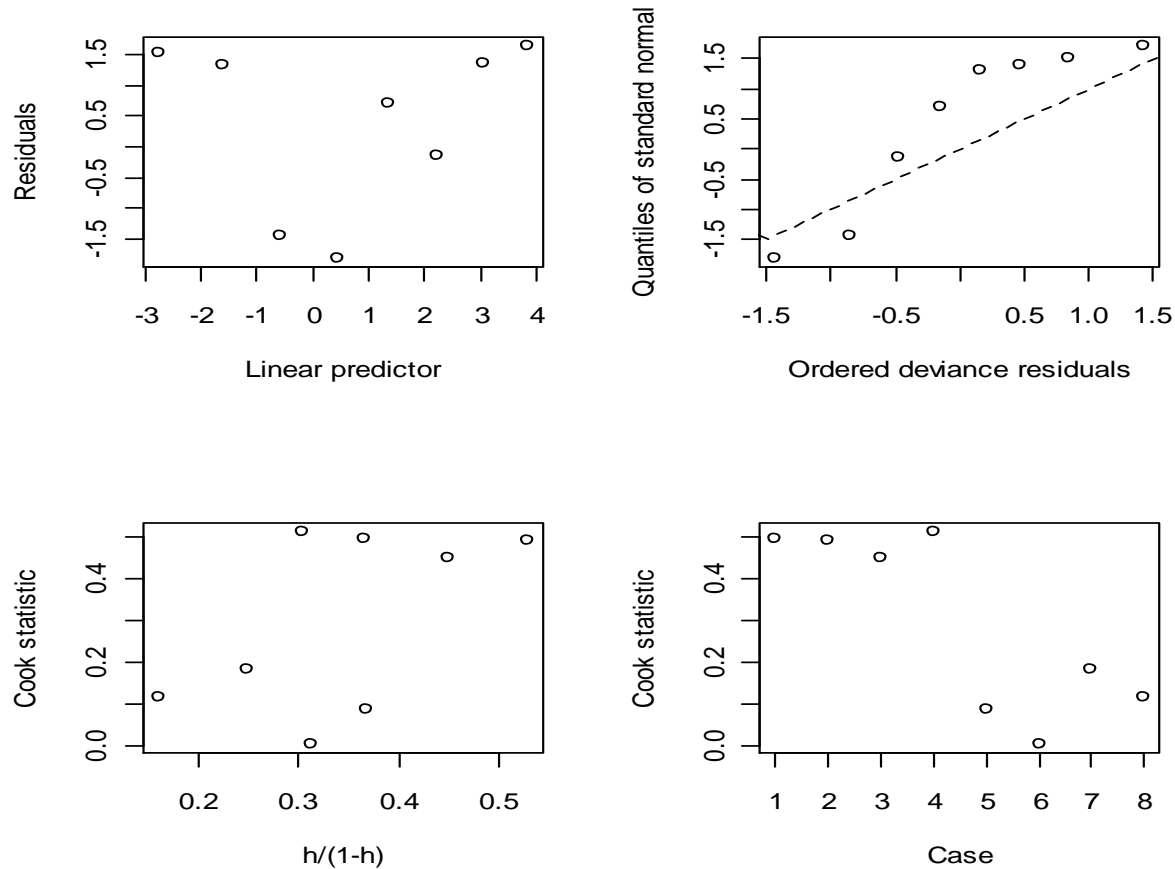 Residuals
1.5
0.5
-0.5
-1.5
-3 -2 -1 0 1 2 3 4
Linear predictor
Quantiles of standard normal
1.5
0.5
-0.5
-1.5
-1.5 -0.5 0.5 1.0 1.5
Ordered deviance residuals
Cook statistic
0.4
0.2
0.0
0.2 0.3 0.4 0.5
h/(1-h)
Cook statistic
0.4
0.2
0.0
1 2 3 4 5 6 7 8
Case